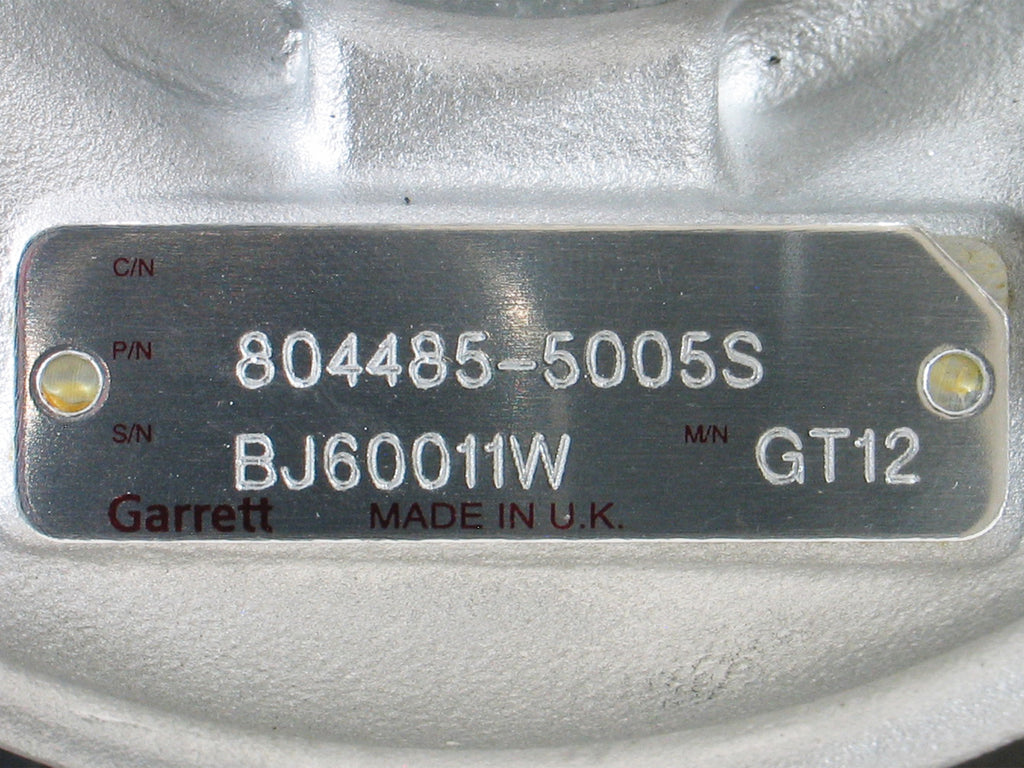 C/N
P/N 804485-5005S
S/N BJ60011W M/N GT12
Garrett MADE IN U.K.